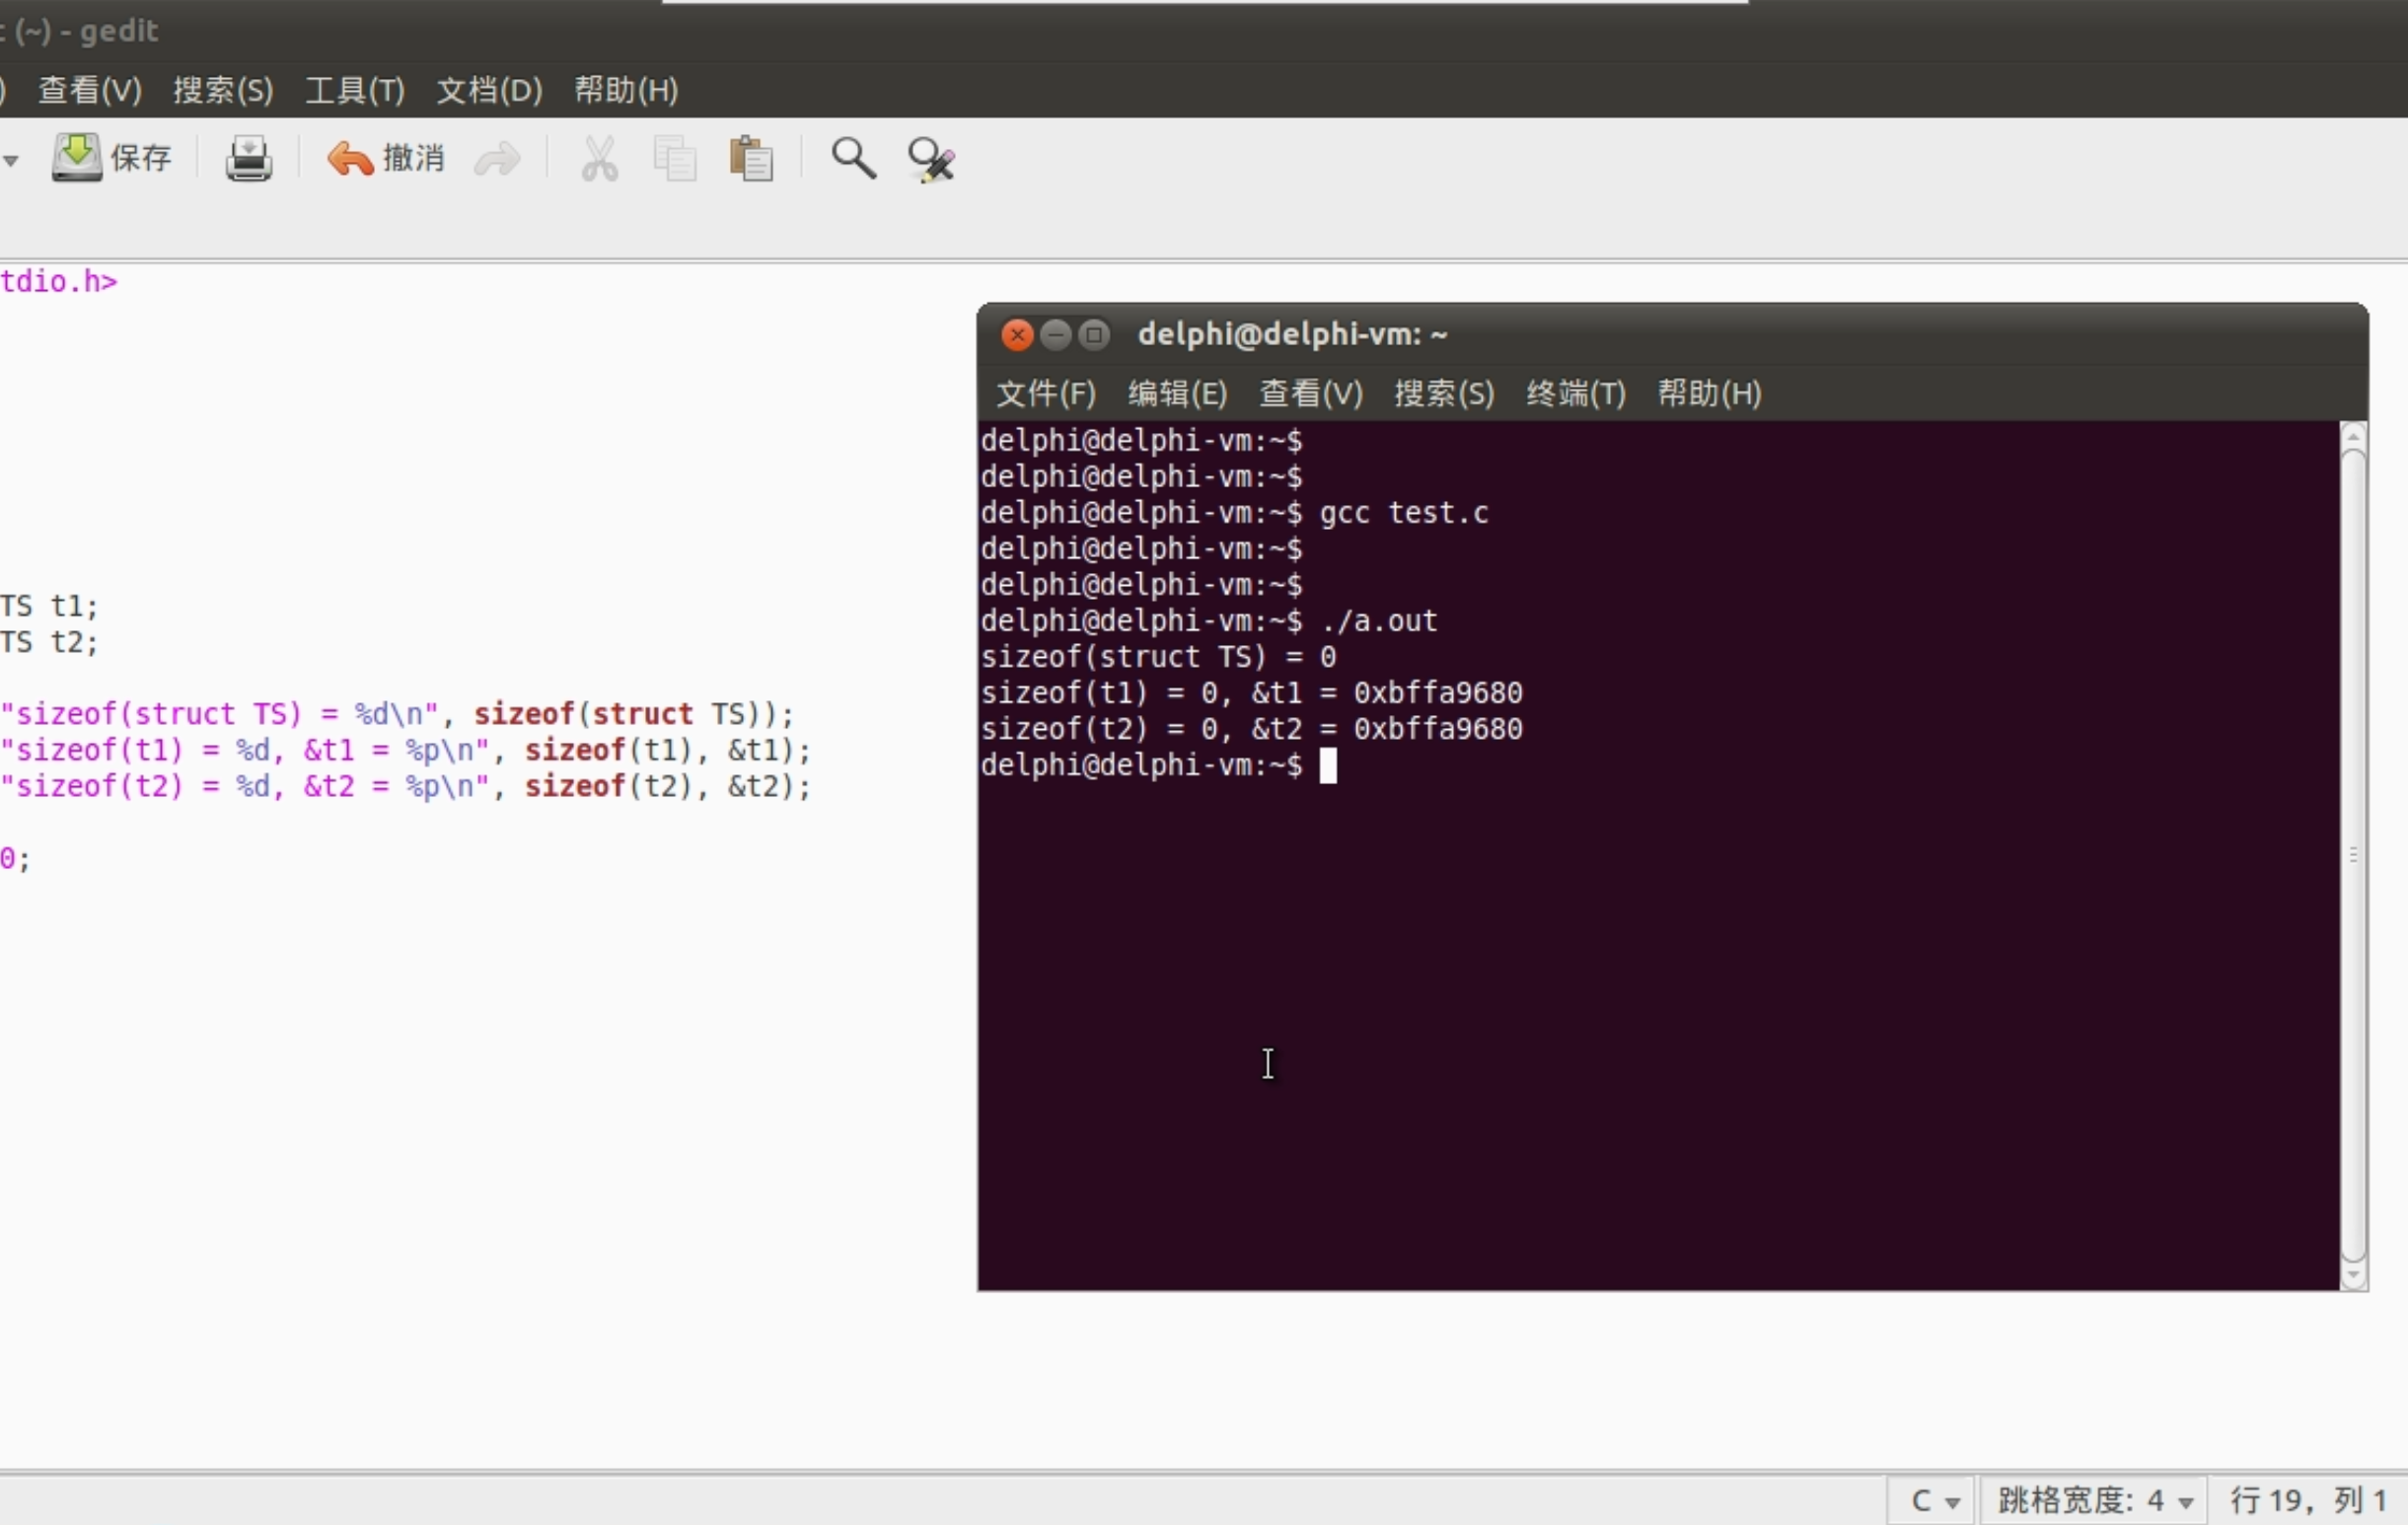 (~) - gedit
查看(V) 搜索(S) 工具(T) 文档(D) 帮助(H)
保存 撤消
tdio.h>
TS t1;
TS t2;
"sizeof(struct TS) = %d\n", sizeof(struct TS));
"sizeof(t1) = %d, &t1 = %p\n", sizeof(t1), &t1);
"sizeof(t2) = %d, &t2 = %p\n", sizeof(t2), &t2);
0;
delphi@delphi-vm: ~
文件(F) 编辑(E) 查看(V) 搜索(S) 终端(T) 帮助(H)
delphi@delphi-vm:~$
delphi@delphi-vm:~$
delphi@delphi-vm:~$ gcc test.c
delphi@delphi-vm:~$
delphi@delphi-vm:~$
delphi@delphi-vm:~$ ./a.out
sizeof(struct TS) = 0
sizeof(t1) = 0, &t1 = 0xbffa9680
sizeof(t2) = 0, &t2 = 0xbffa9680
delphi@delphi-vm:~$
C 跳格宽度: 4 行 19，列 1